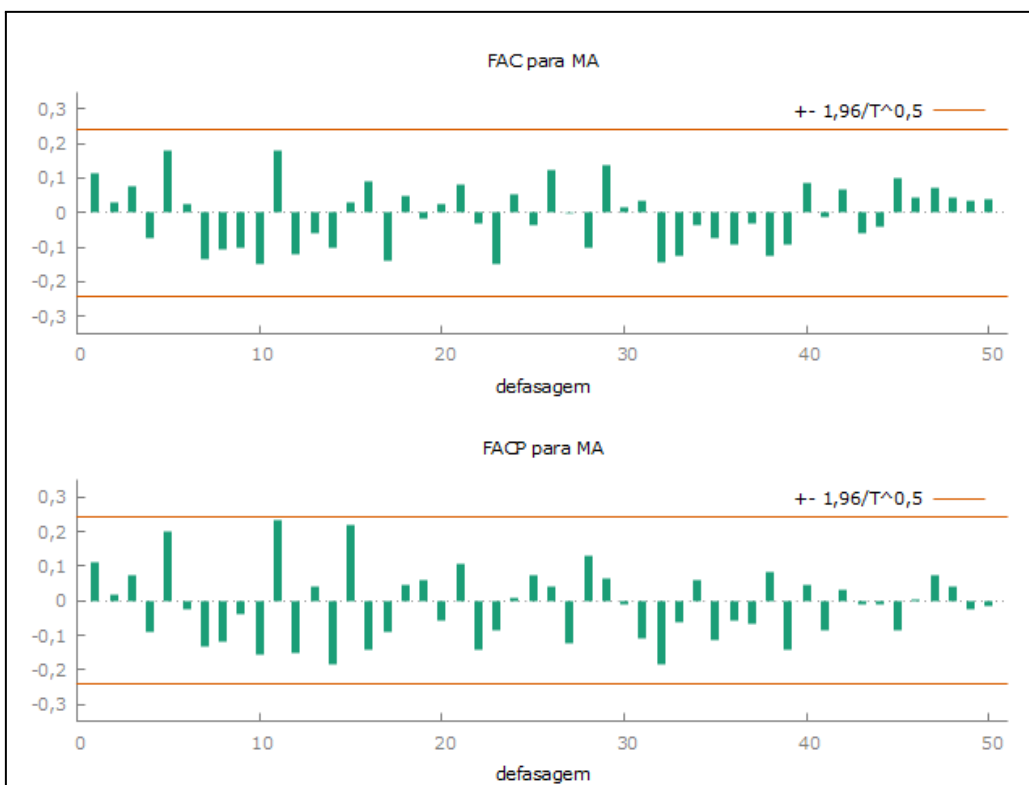 FAC para MA
+- 1,96/T^0,5
0,3
0,2
0,1
0
-0,1
-0,2
-0,3
0 10 20 30 40 50
defasagem
FACP para MA
+- 1,96/T^0,5
0,3
0,2
0,1
0
-0,1
-0,2
-0,3
0 10 20 30 40 50
defasagem